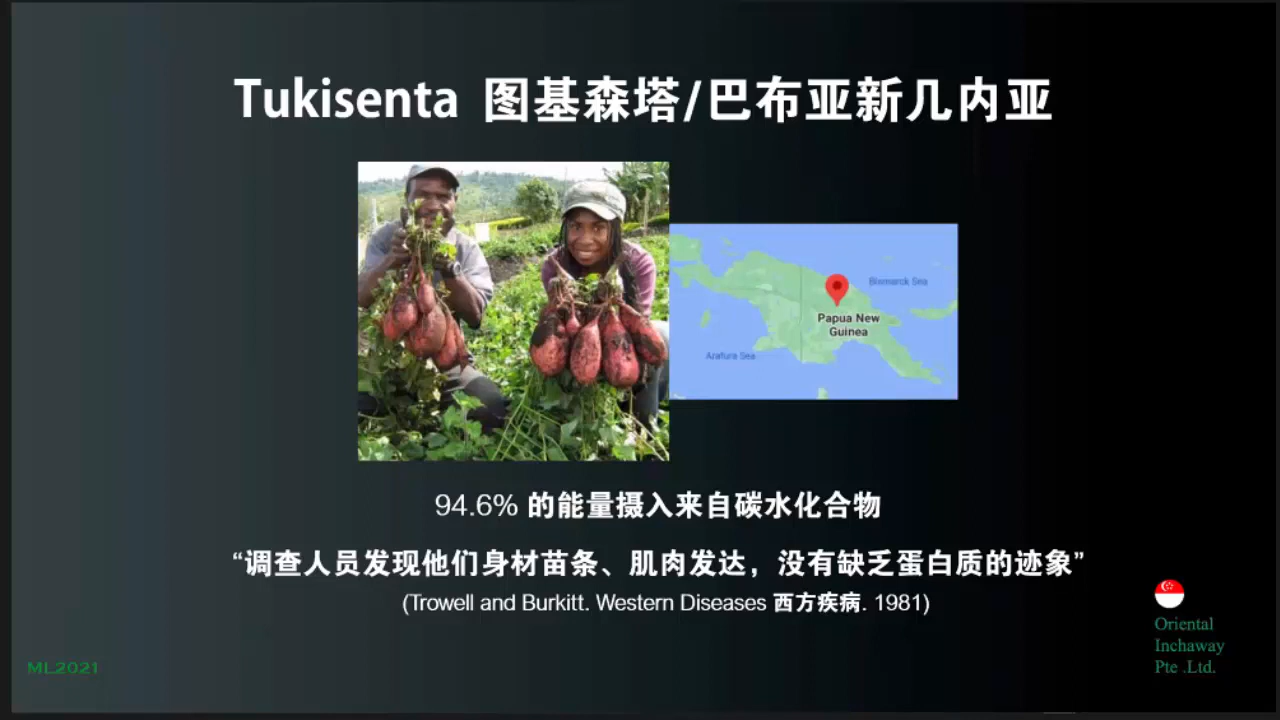 Tukisenta 图基森塔/巴布亚新几内亚
Bismarck Sea
Papua New
Guinea
Arafura Sea
94.6% 的能量摄入来自碳水化合物
“调查人员发现他们身材苗条、肌肉发达，没有缺乏蛋白质的迹象”
(Trowell and Burkitt. Western Diseases 西方疾病. 1981)
Oriental
Inchaway
Pte .Ltd.
ML2021